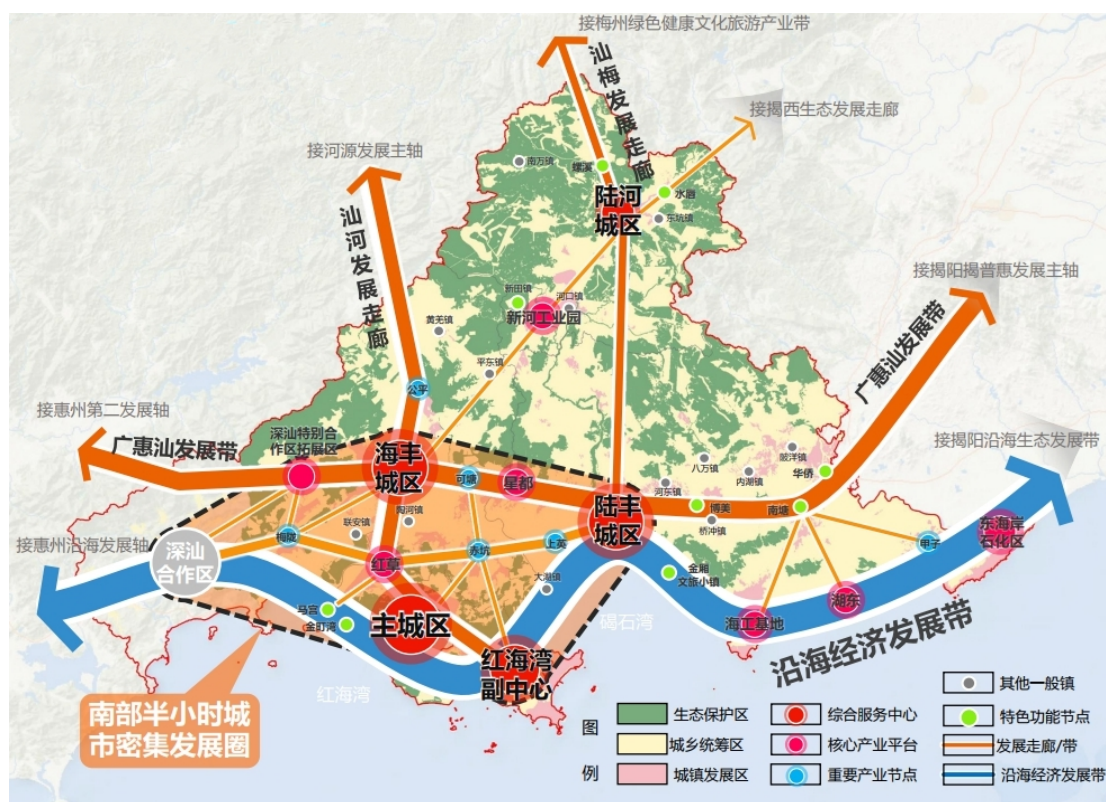 接梅州绿色健康文化旅游产业带
汕梅发展走廊
接揭西生态发展走廊
接河源发展主轴
汕河发展走廊
南万镇
螺溪
陆河
城区
水唇
东坑镇
接揭阳揭普惠发展主轴
新田镇
河口镇
新河工业园
黄羌镇
平东镇
广惠汕发展带
公平
接惠州第二发展轴
广惠汕发展带
深汕特别合
作区拓展区
海丰
城区
可塘
星都
陆丰
城区
八万镇
陂洋镇
内湖镇
华侨
河东镇
博美
南塘
桥冲镇
接揭阳沿海生态发展带
东海岸
石化区
甲子
接惠州沿海发展轴
深汕
合作区
梅陇
联安镇
陶河镇
红草
赤坑
上英
大湖镇
金厢
文旅小镇
马宫
金町湾
主城区
红海湾
副中心
碣石湾
海工基地
湖东
沿海经济发展带
红海湾
南部半小时城
市密集发展圈
图
例
生态保护区
城乡统筹区
城镇发展区
综合服务中心
核心产业平台
重要产业节点
其他一般镇
特色功能节点
发展走廊/带
沿海经济发展带